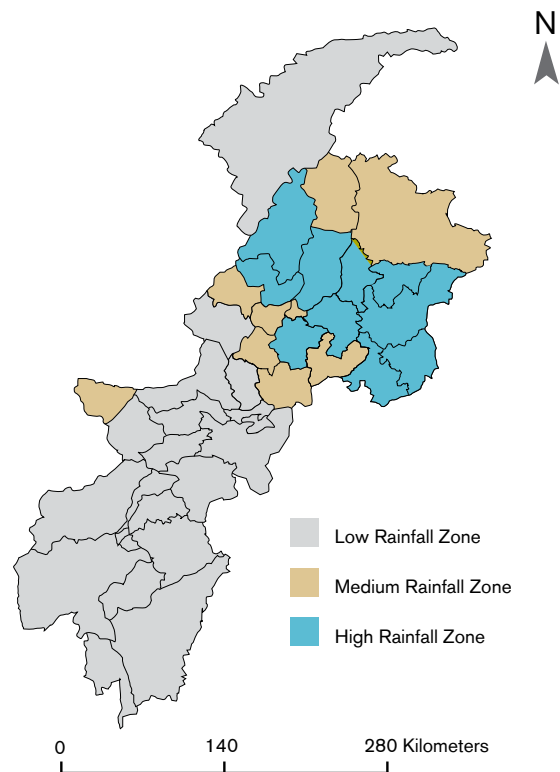 N
Low Rainfall Zone
Medium Rainfall Zone
High Rainfall Zone
0 140 280 Kilometers